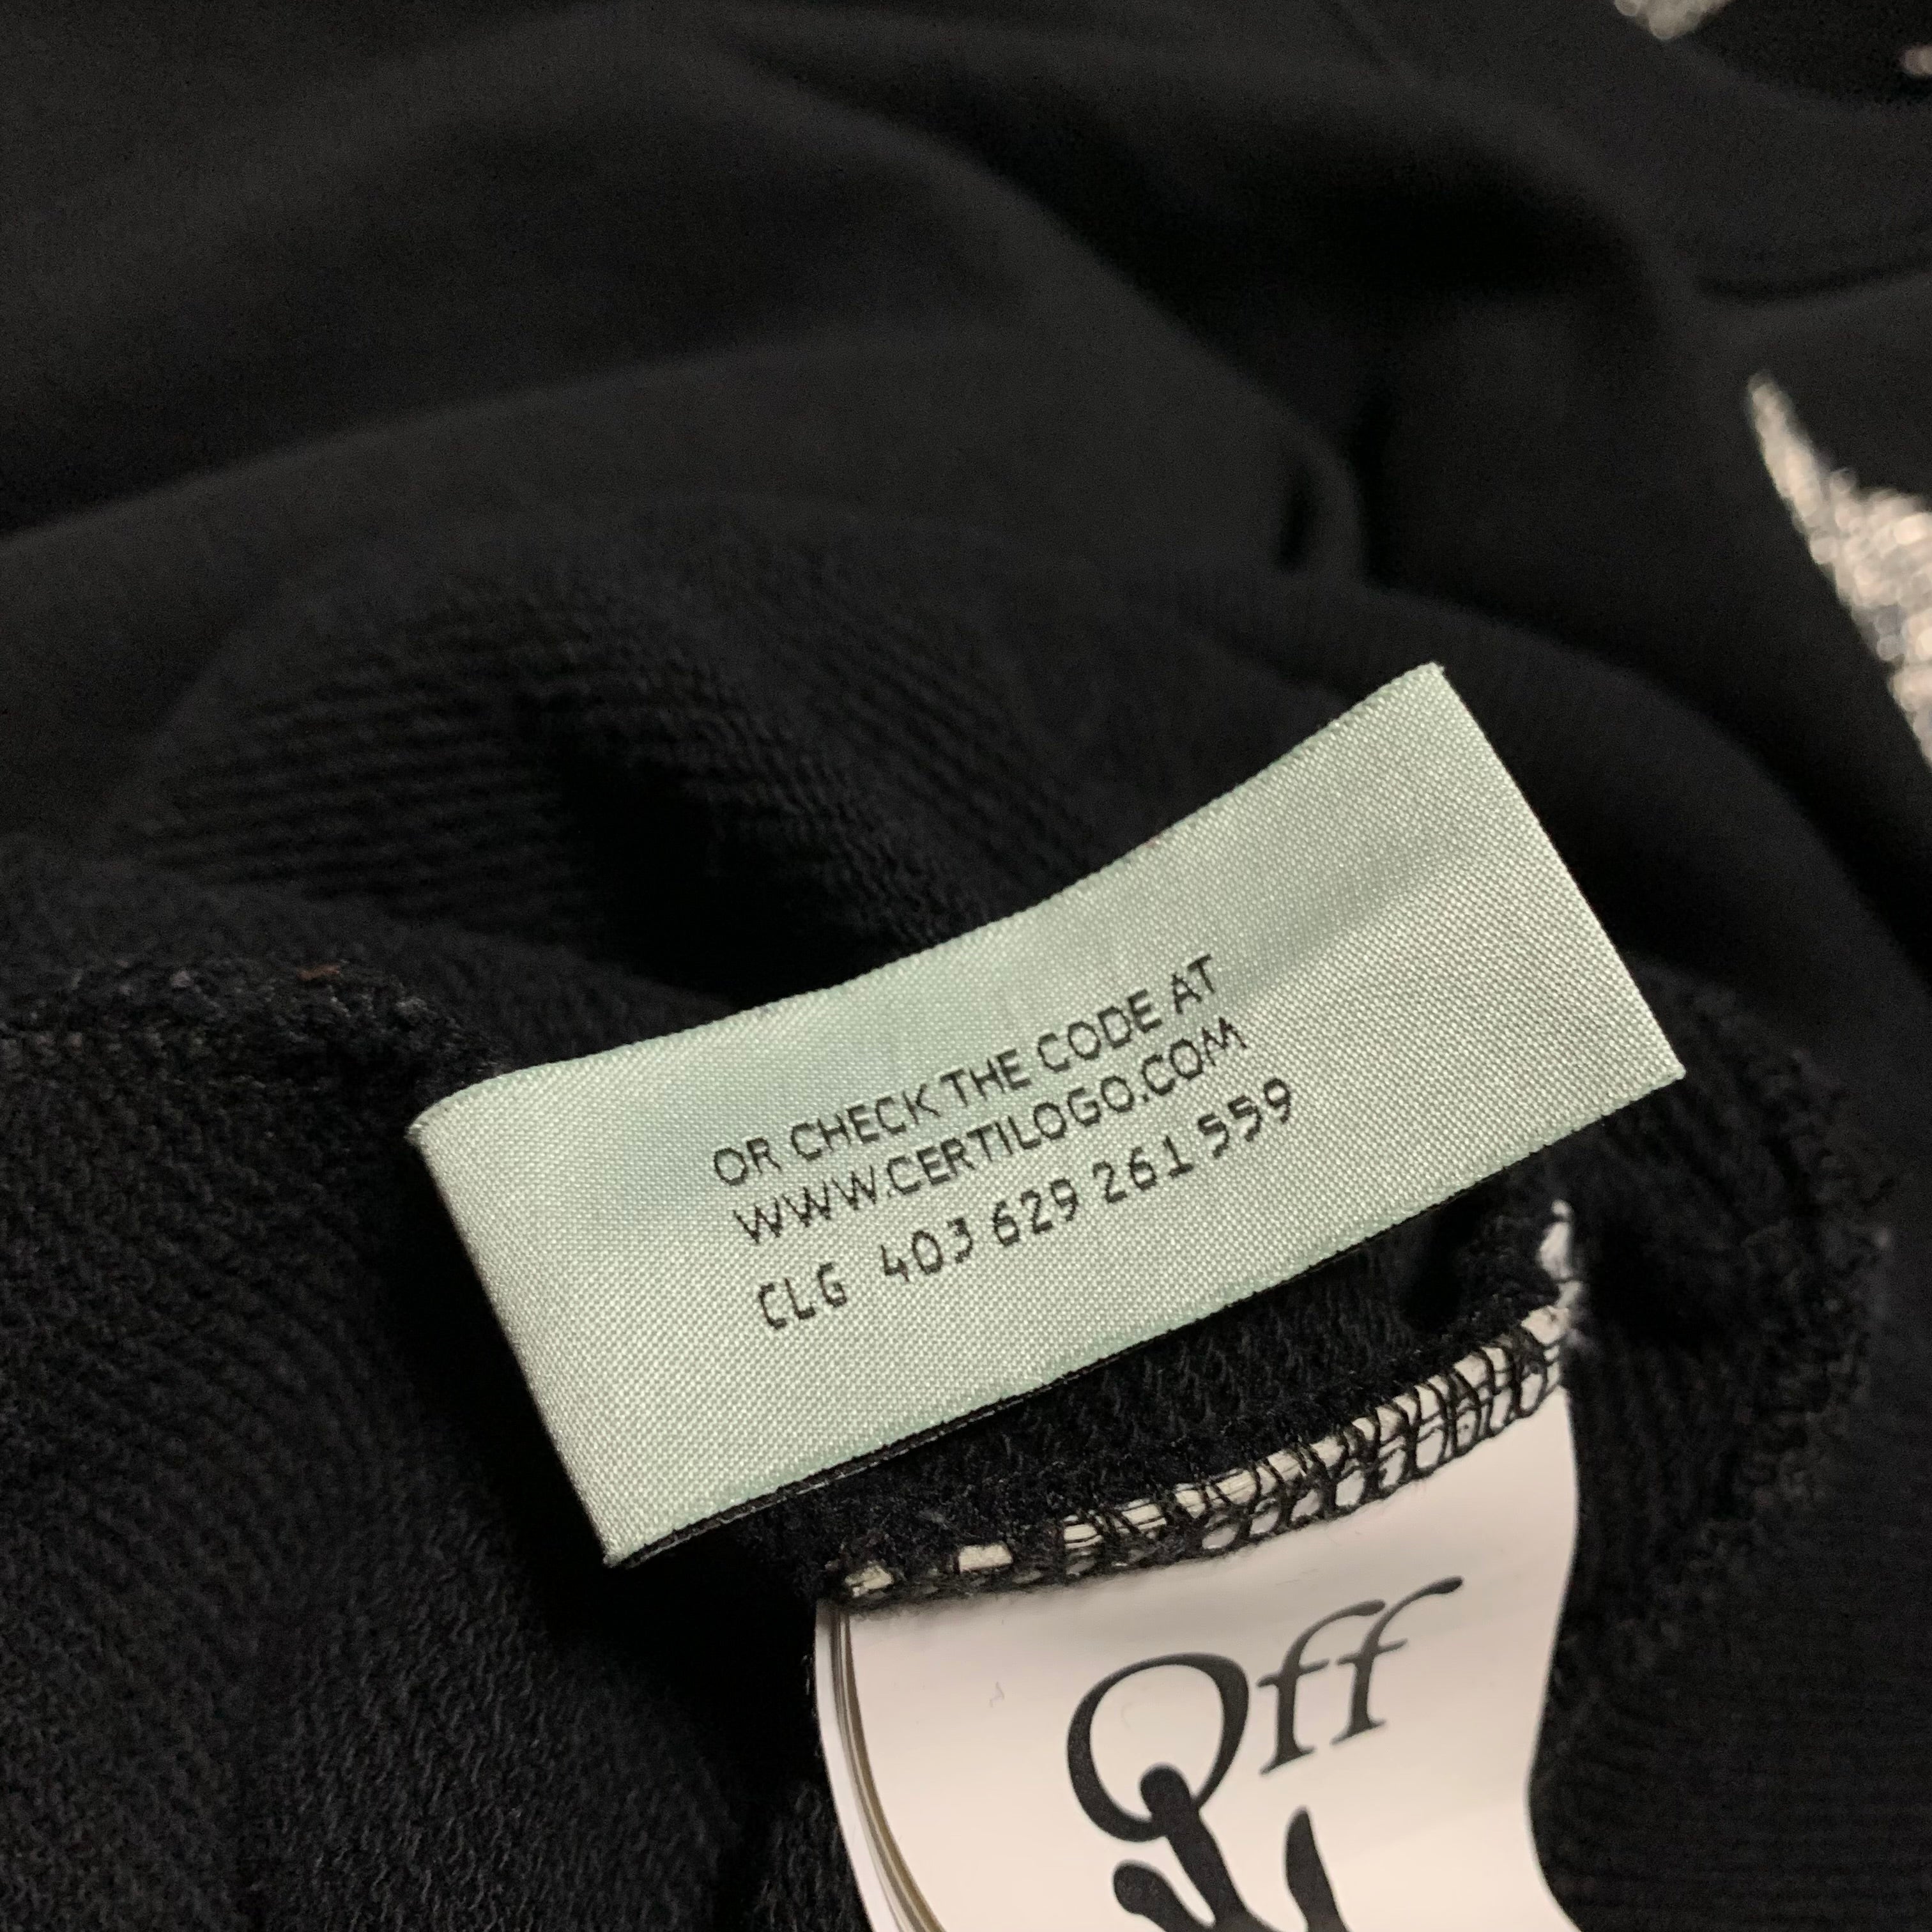 OR CHECK THE CODE AT
WWW.CERTILOGO.COM
CLG 403 629 261 559
Off